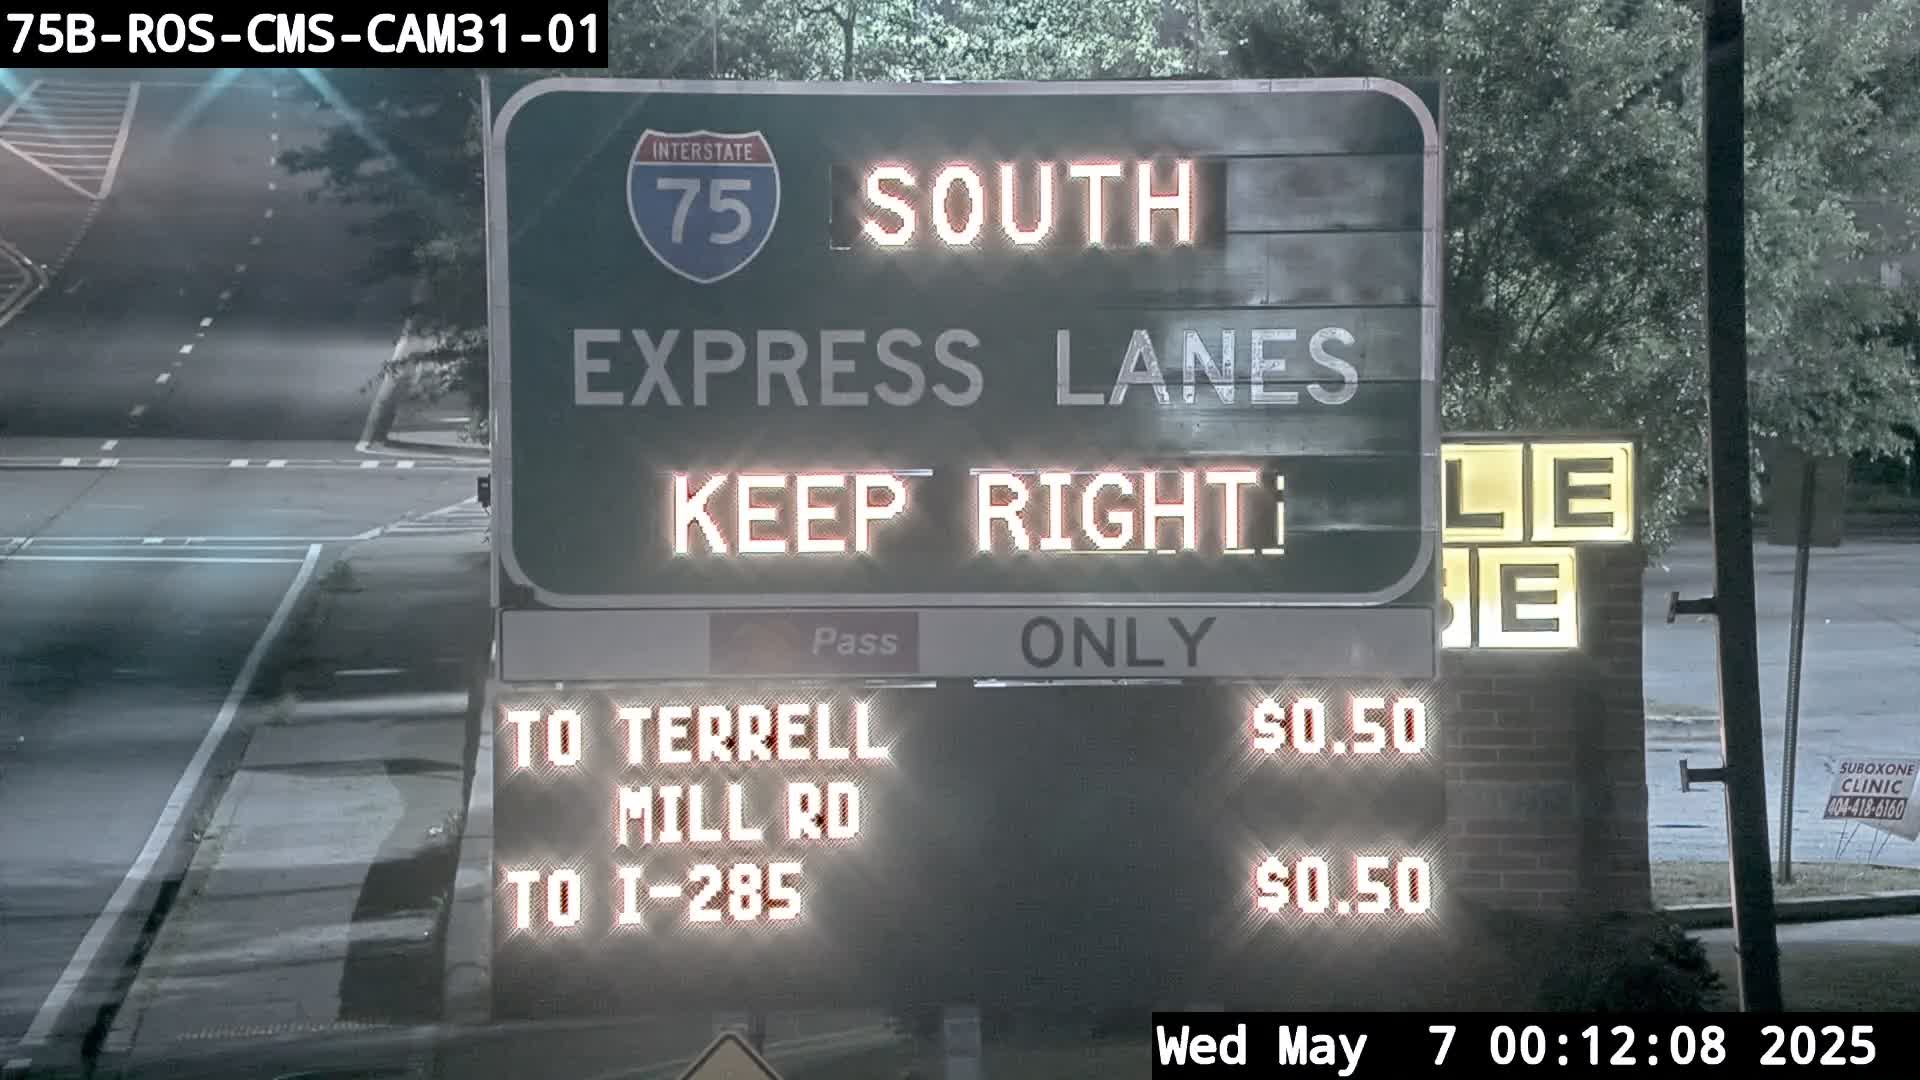 75B-ROS-CMS-CAM31-01
INTERSTATE
75
SOUTH
EXPRESS LANES
KEEP RIGHT
Pass ONLY
TO TERRELL $0.50
MILL RD
TO I-285 $0.50
LE
E
SUBOXONE
CLINIC
404-418-6160
Wed May 7 00:12:08 2025